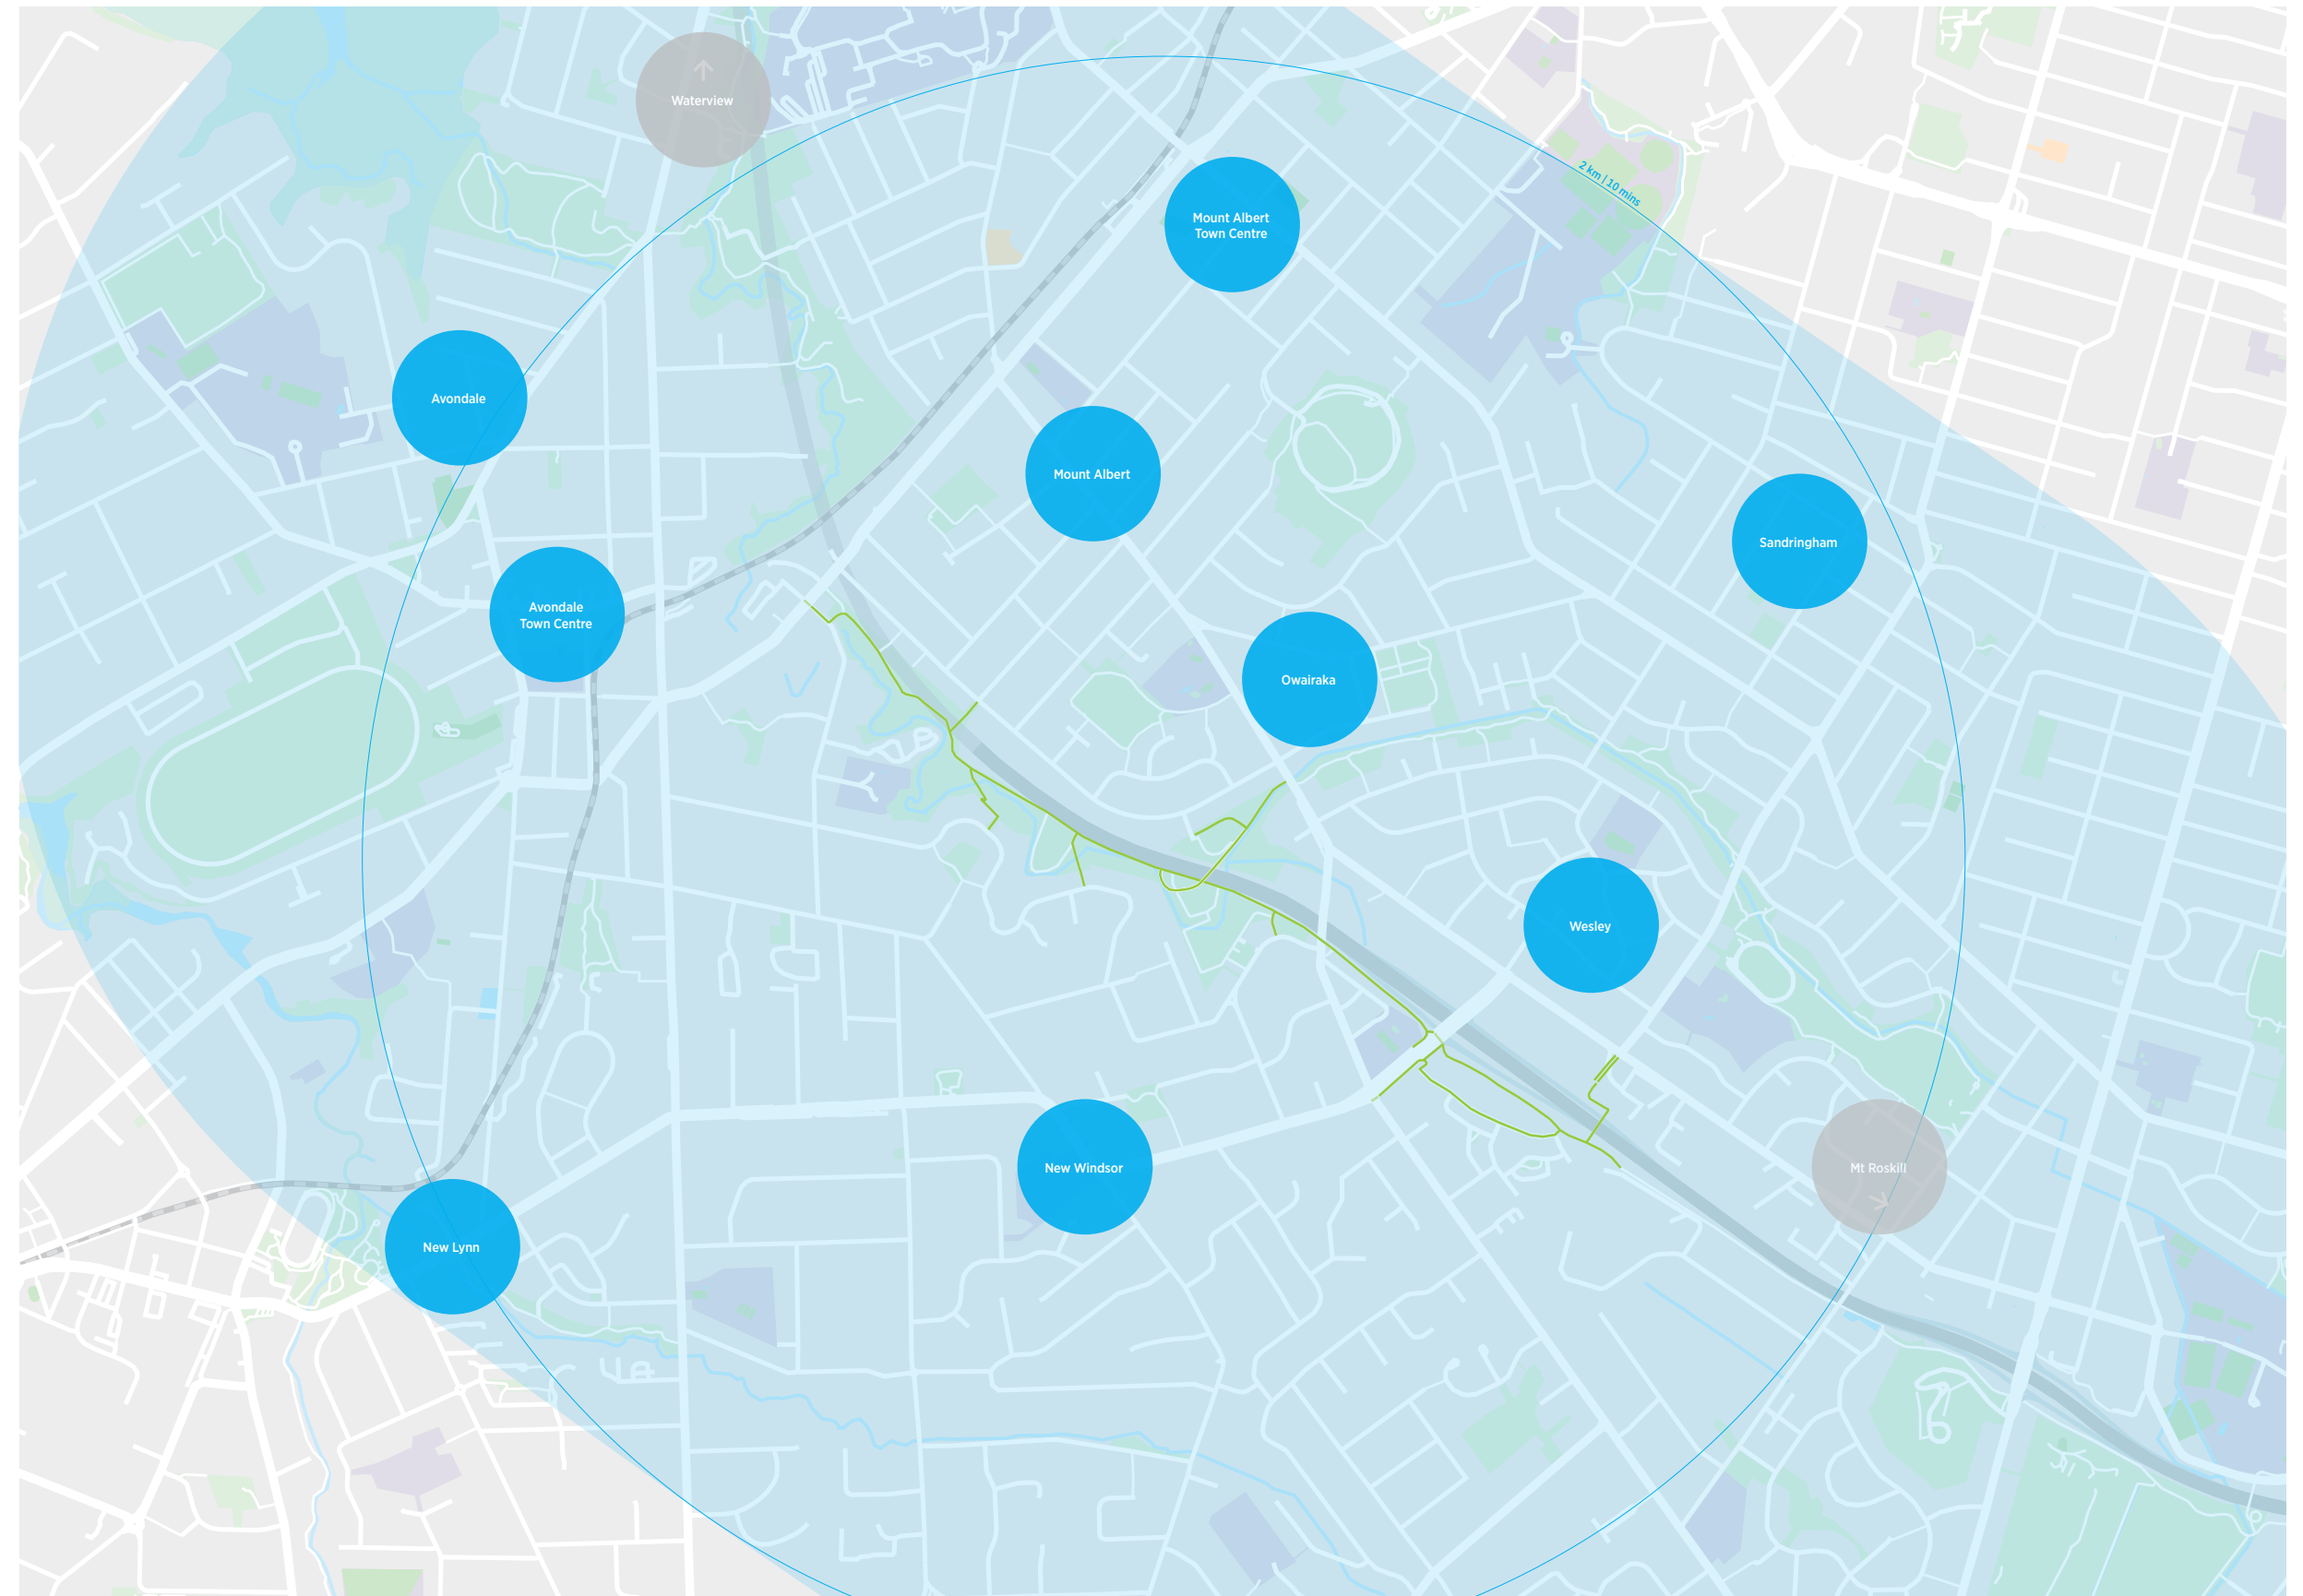 Waterview
2 km | 10 mins
Mount Albert
Town Centre
Avondale
Mount Albert
Sandringham
Avondale
Town Centre
Owairaka
Wesley
New Windsor
Mt Roskill
New Lynn